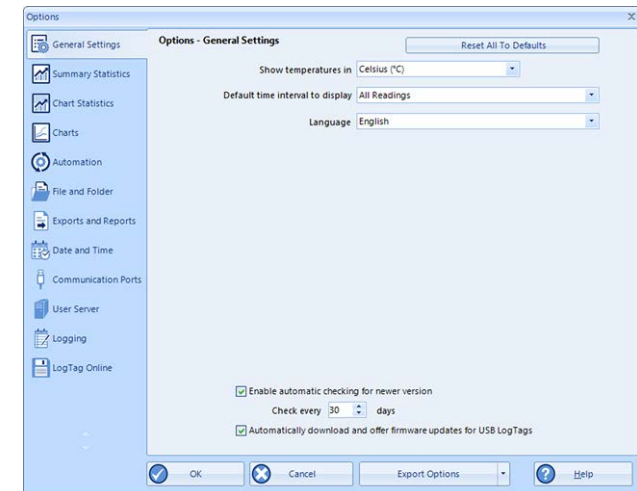 Options
X
General Settings
Summary Statistics
Chart Statistics
Charts
Automation
File and Folder
Exports and Reports
Date and Time
Communication Ports
User Server
Logging
LogTag Online
Options - General Settings
Reset All To Defaults
Show temperatures in Celsius (°C)
Default time interval to display All Readings
Language English
Enable automatic checking for newer version
Check every 30 days
Automatically download and offer firmware updates for USB LogTags
OK Cancel Export Options Help